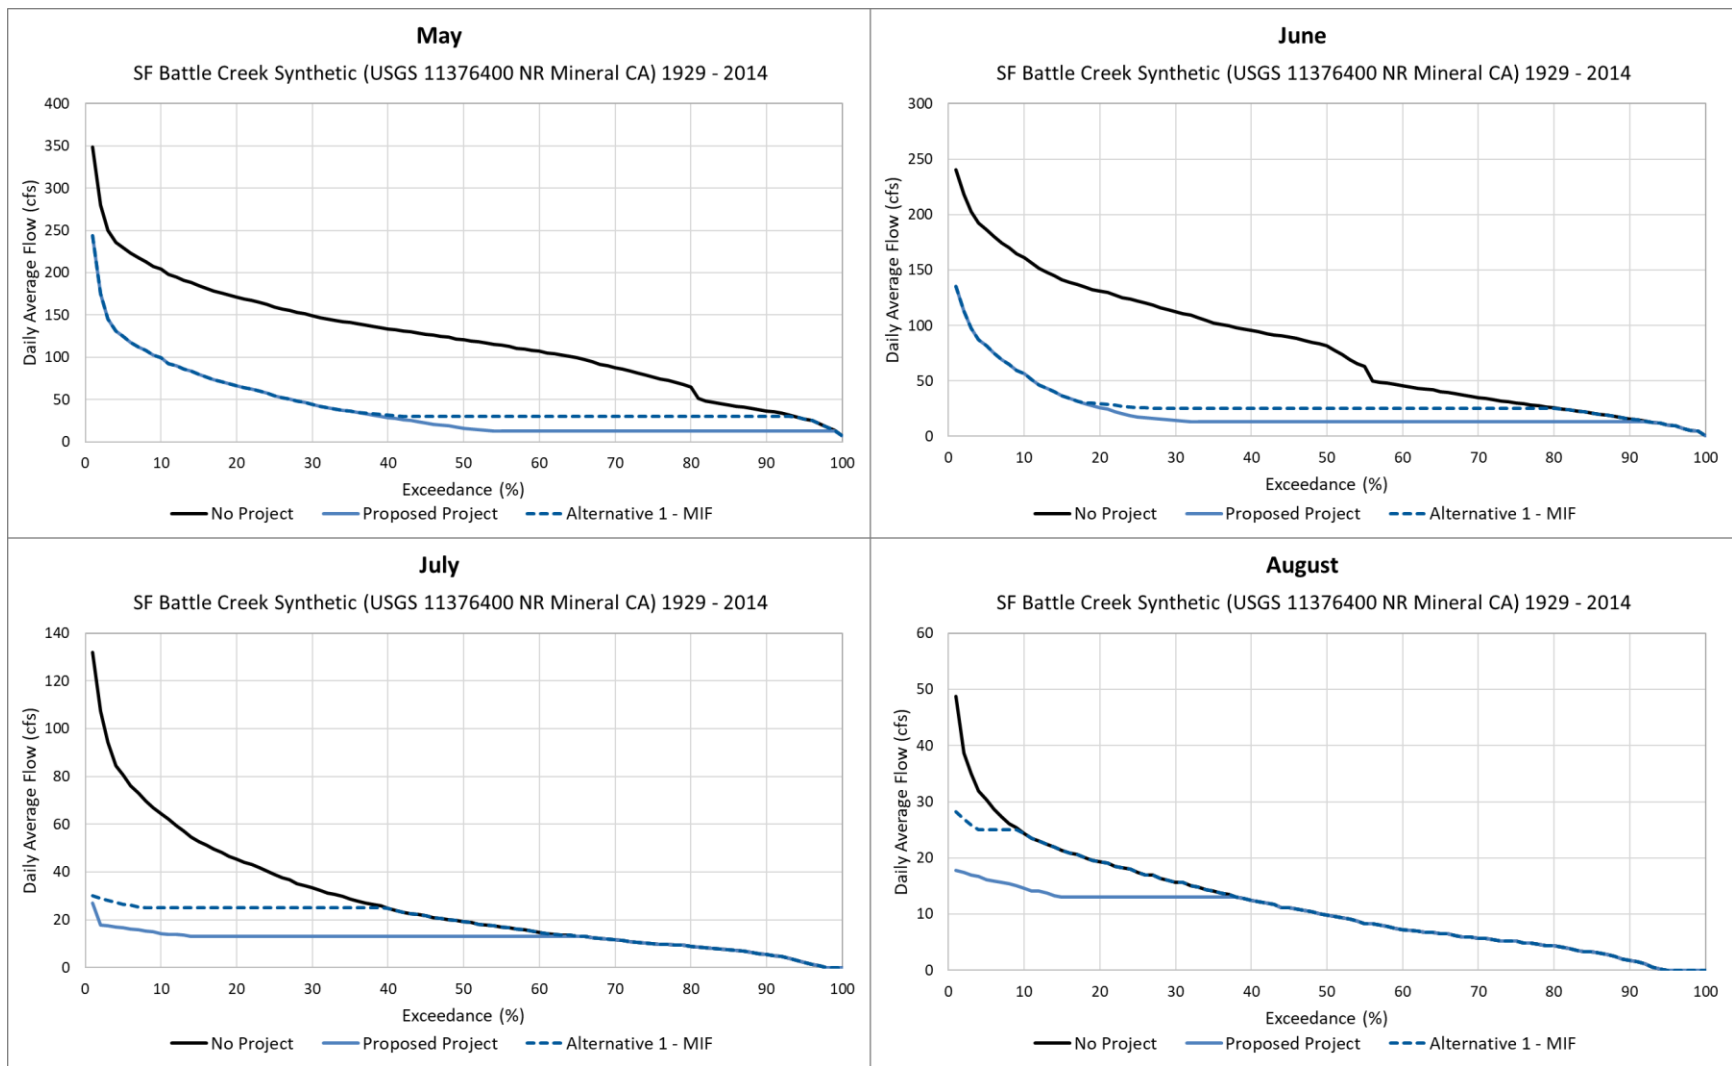 May
SF Battle Creek Synthetic (USGS 11376400 NR Mineral CA) 1929 - 2014
400
350
300
250
200
150
100
50
0
Daily Average Flow (cfs)
0 10 20 30 40 50 60 70 80 90 100
Exceedance (%)
No Project Proposed Project Alternative 1 - MIF
June
SF Battle Creek Synthetic (USGS 11376400 NR Mineral CA) 1929 - 2014
300
250
200
150
100
50
0
Daily Average Flow (cfs)
0 10 20 30 40 50 60 70 80 90 100
Exceedance (%)
No Project Proposed Project Alternative 1 - MIF
July
SF Battle Creek Synthetic (USGS 11376400 NR Mineral CA) 1929 - 2014
140
120
100
80
60
40
20
0
Daily Average Flow (cfs)
0 10 20 30 40 50 60 70 80 90 100
Exceedance (%)
No Project Proposed Project Alternative 1 - MIF
August
SF Battle Creek Synthetic (USGS 11376400 NR Mineral CA) 1929 - 2014
60
50
40
30
20
10
0
Daily Average Flow (cfs)
0 10 20 30 40 50 60 70 80 90 100
Exceedance (%)
No Project Proposed Project Alternative 1 - MIF